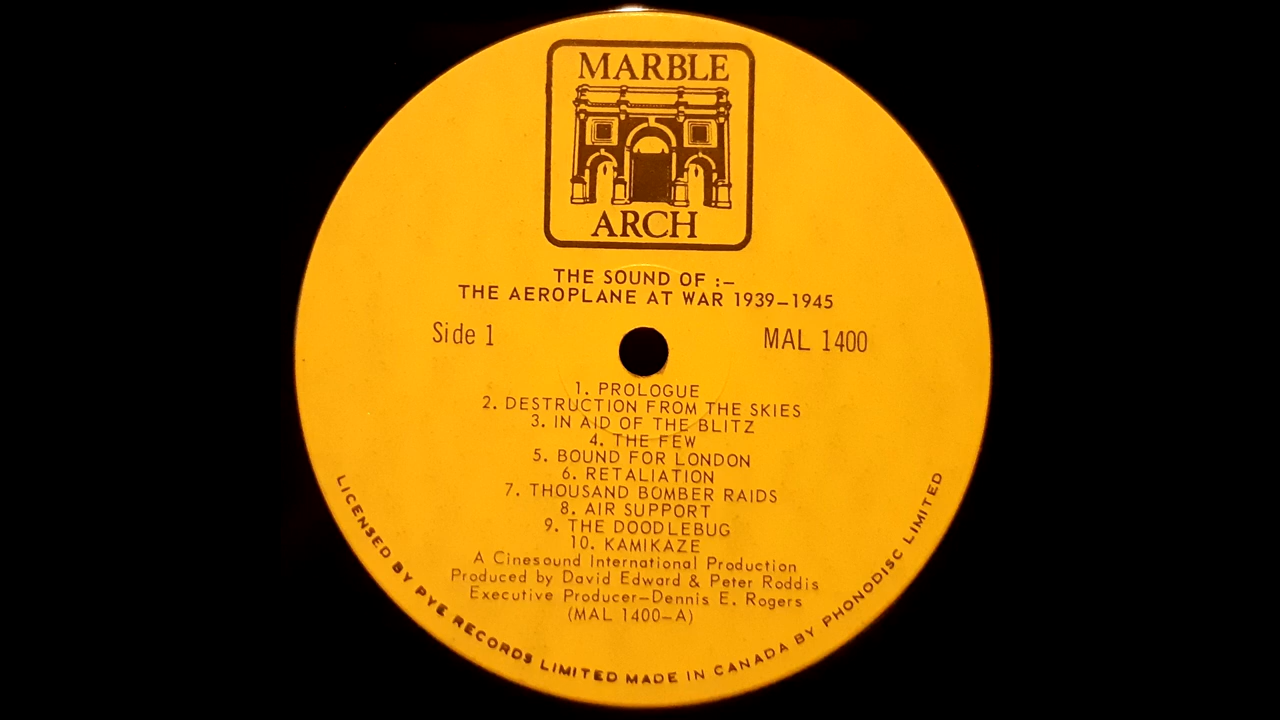 MARBLE
ARCH
THE SOUND OF :–
THE AEROPLANE AT WAR 1939–1945
Side 1
MAL 1400
1. PROLOGUE
2. DESTRUCTION FROM THE SKIES
3. IN AID OF THE BLITZ
4. THE FEW
5. BOUND FOR LONDON
6. RETALIATION
7. THOUSAND BOMBER RAIDS
8. AIR SUPPORT
9. THE DOODLEBUG
10. KAMIKAZE
A Cinesound International Production
Produced by David Edward & Peter Roddis
Executive Producer–Dennis E. Rogers
(MAL 1400–A)
LICENSED BY PYE RECORDS LIMITED MADE IN CANADA BY PHONODISC LIMITED